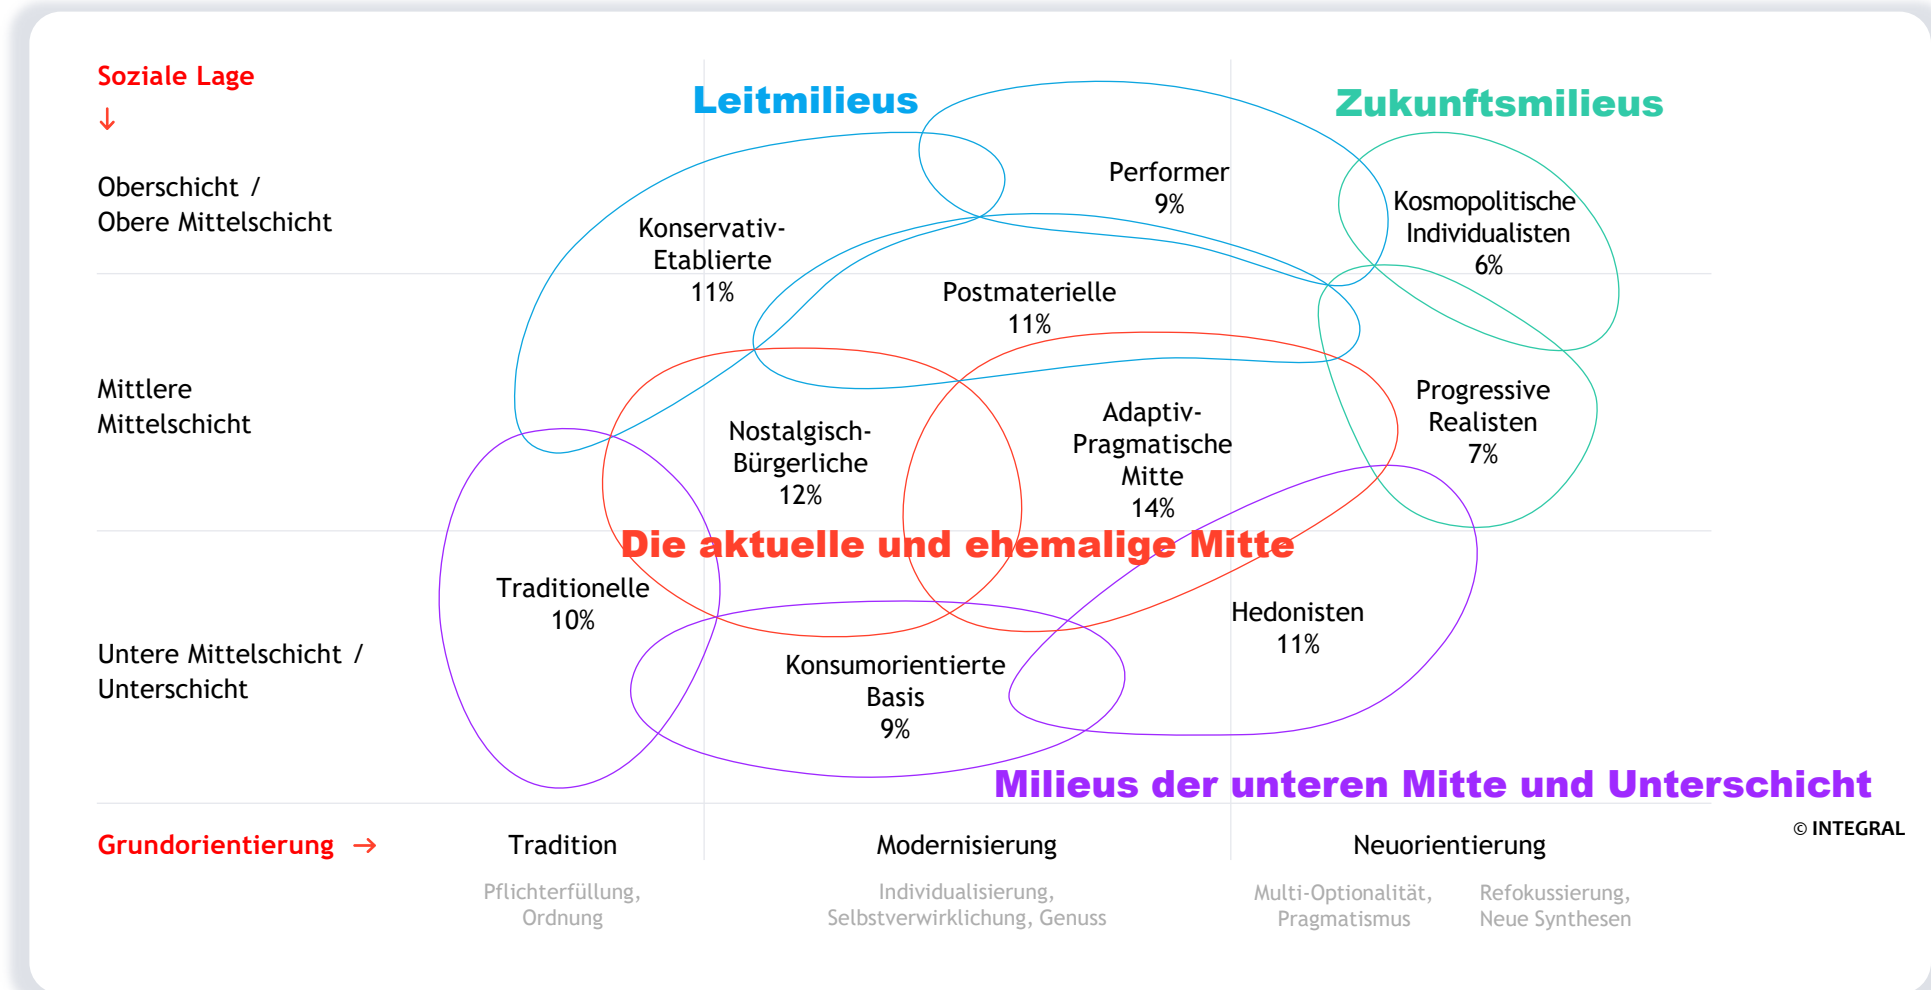 Soziale Lage
↓
Leitmilieus
Zukunftsmilieus
Oberschicht /
Obere Mittelschicht
Performer
9%
Kosmopolitische
Individualisten
6%
Konservativ-
Etablierte
11%
Postmaterielle
11%
Mittlere
Mittelschicht
Nostalgisch-
Bürgerliche
12%
Adaptiv-
Pragmatische
Mitte
14%
Progressive
Realisten
7%
Die aktuelle und ehemalige Mitte
Untere Mittelschicht /
Unterschicht
Traditionelle
10%
Konsumorientierte
Basis
9%
Hedonisten
11%
Milieus der unteren Mitte und Unterschicht
© INTEGRAL
Grundorientierung →
Tradition
Modernisierung
Neuorientierung
Pflichterfüllung,
Ordnung
Individualisierung,
Selbstverwirklichung, Genuss
Multi-Optionalität,
Pragmatismus
Refokussierung,
Neue Synthesen